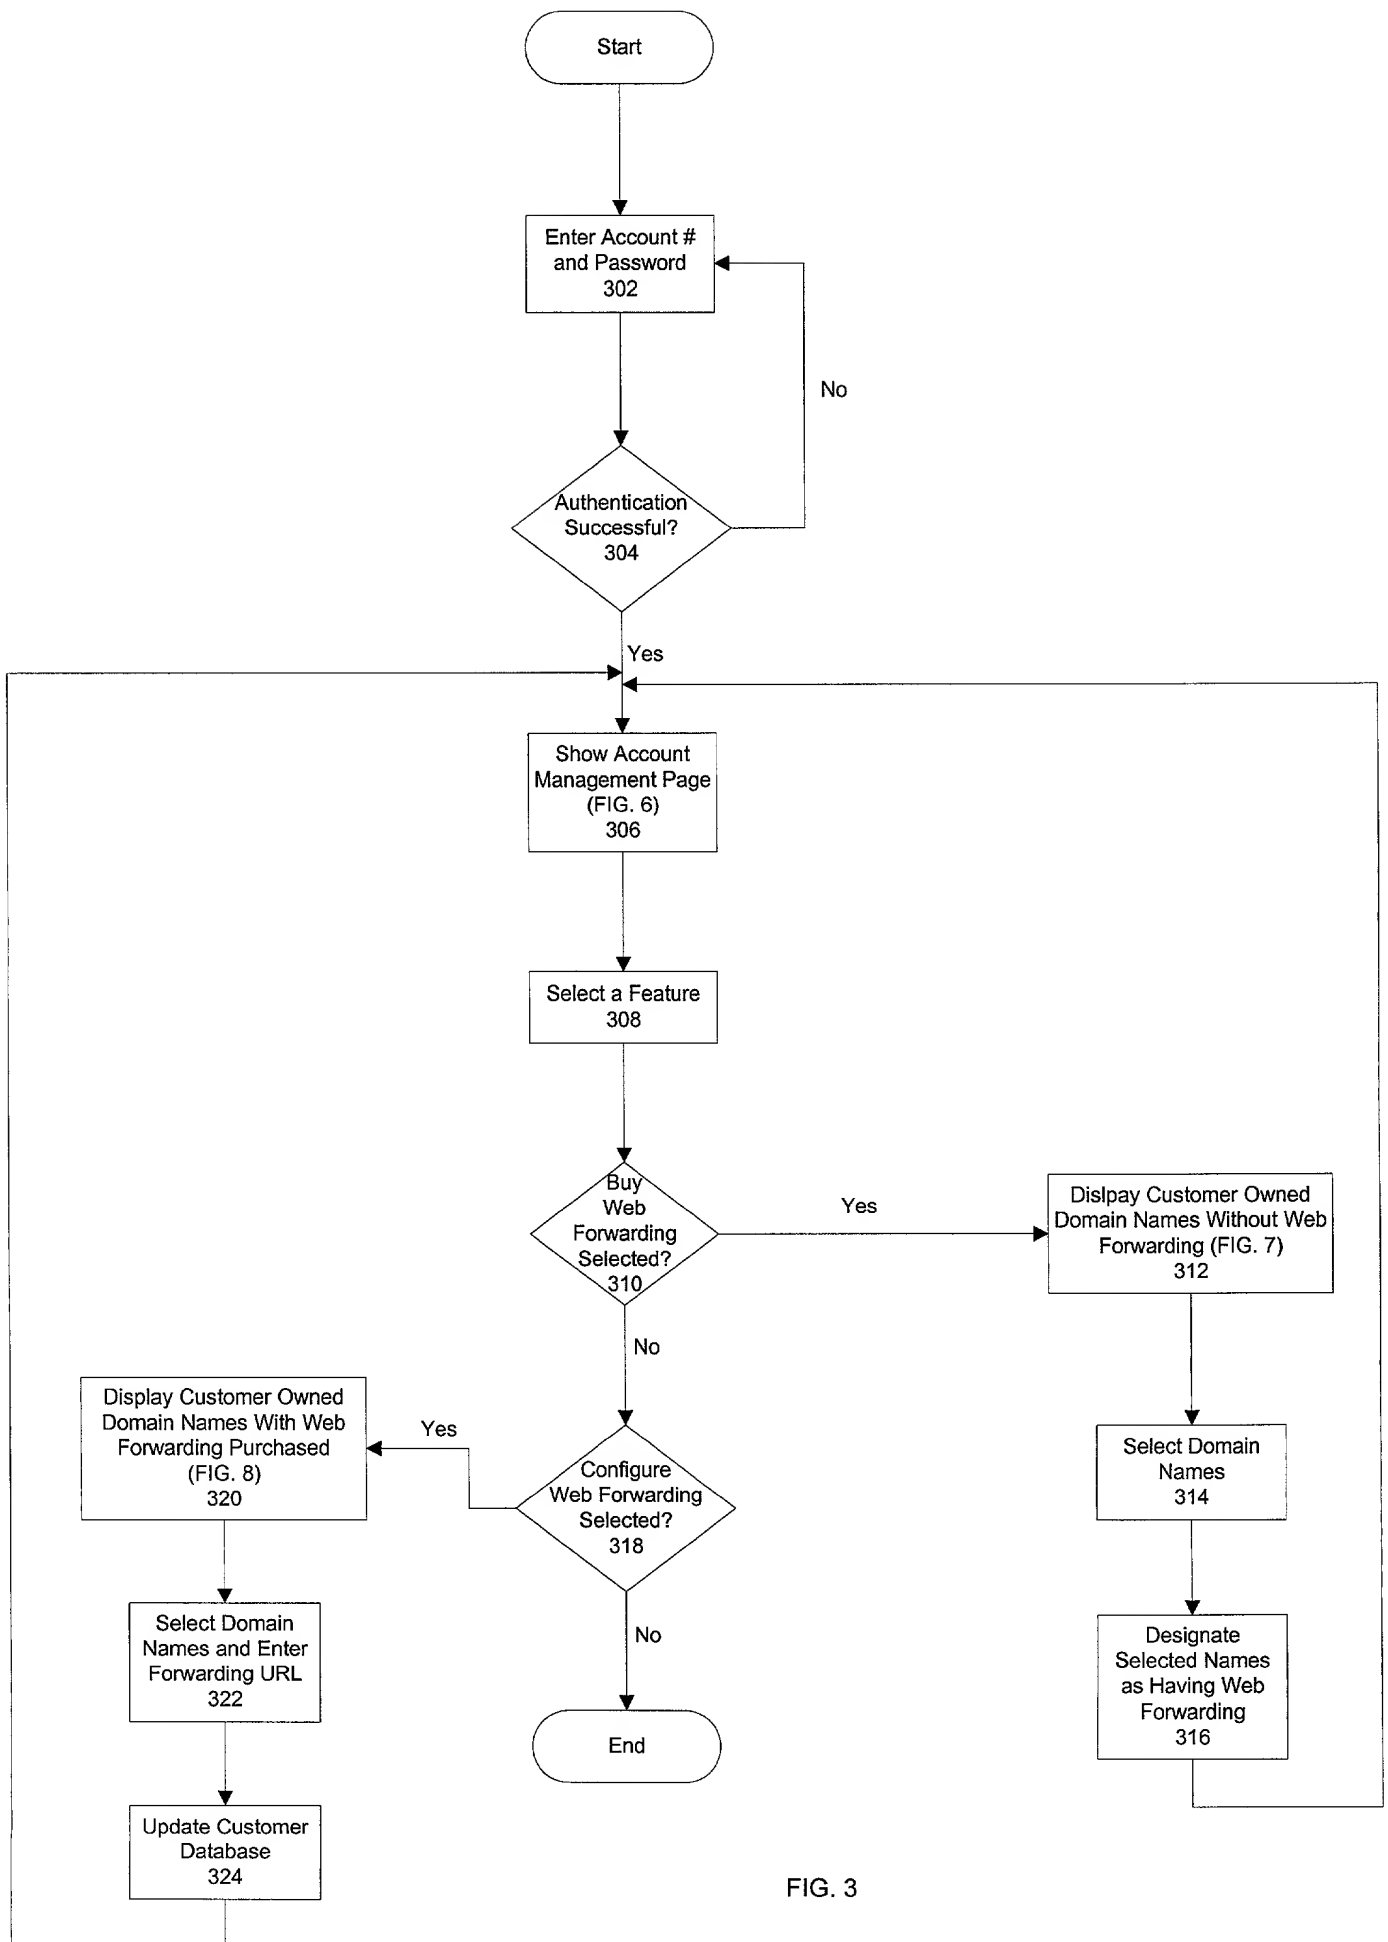 Start
Enter Account #
and Password
302
No
Authentication
Successful?
304
Yes
Show Account
Management Page
(FIG. 6)
306
Select a Feature
308
Buy
Web
Forwarding
Selected?
310
Yes
Dislpay Customer Owned
Domain Names Without Web
Forwarding (FIG. 7)
312
No
Display Customer Owned
Domain Names With Web
Forwarding Purchased
(FIG. 8)
320
Yes
Configure
Web Forwarding
Selected?
318
Select Domain
Names
314
Select Domain
Names and Enter
Forwarding URL
322
No
Designate
Selected Names
as Having Web
Forwarding
316
End
Update Customer
Database
324
FIG. 3